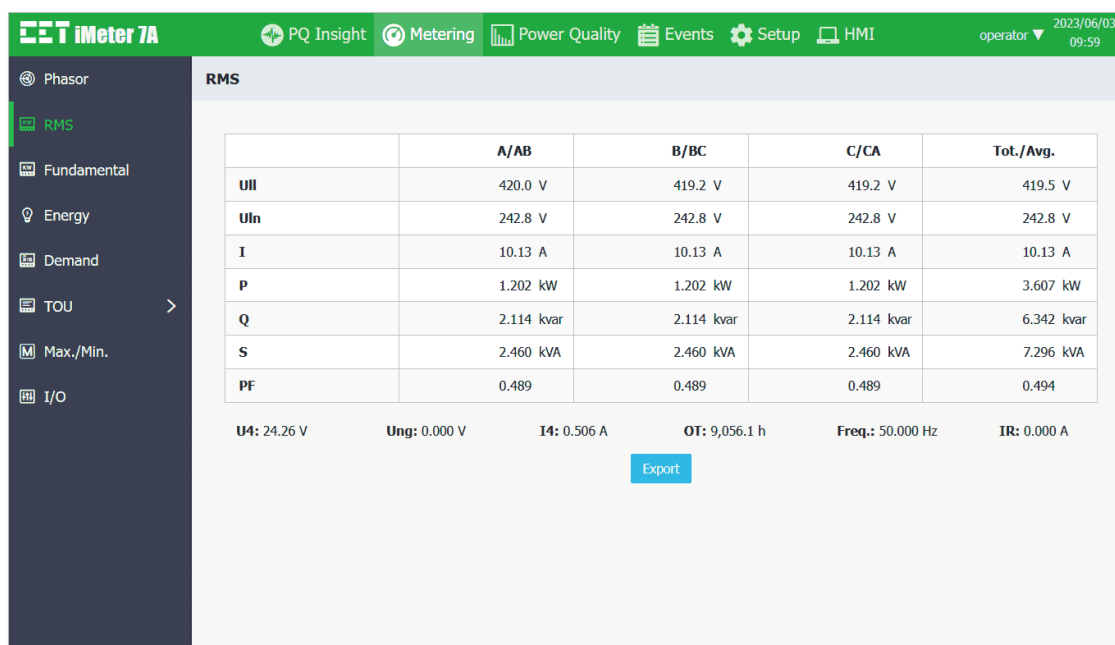 CET iMeter 7A
PQ Insight Metering Power Quality Events Setup HMI operator 2023/06/03 09:59
Phasor
RMS
Fundamental
Energy
Demand
TOU
Max./Min.
I/O
RMS
A/AB B/BC C/CA Tot./Avg.
Ull 420.0 V 419.2 V 419.2 V 419.5 V
Uln 242.8 V 242.8 V 242.8 V 242.8 V
I 10.13 A 10.13 A 10.13 A 10.13 A
P 1.202 kW 1.202 kW 1.202 kW 3.607 kW
Q 2.114 kvar 2.114 kvar 2.114 kvar 6.342 kvar
S 2.460 kVA 2.460 kVA 2.460 kVA 7.296 kVA
PF 0.489 0.489 0.489 0.494
U4: 24.26 V Ung: 0.000 V I4: 0.506 A OT: 9,056.1 h Freq.: 50.000 Hz IR: 0.000 A
Export